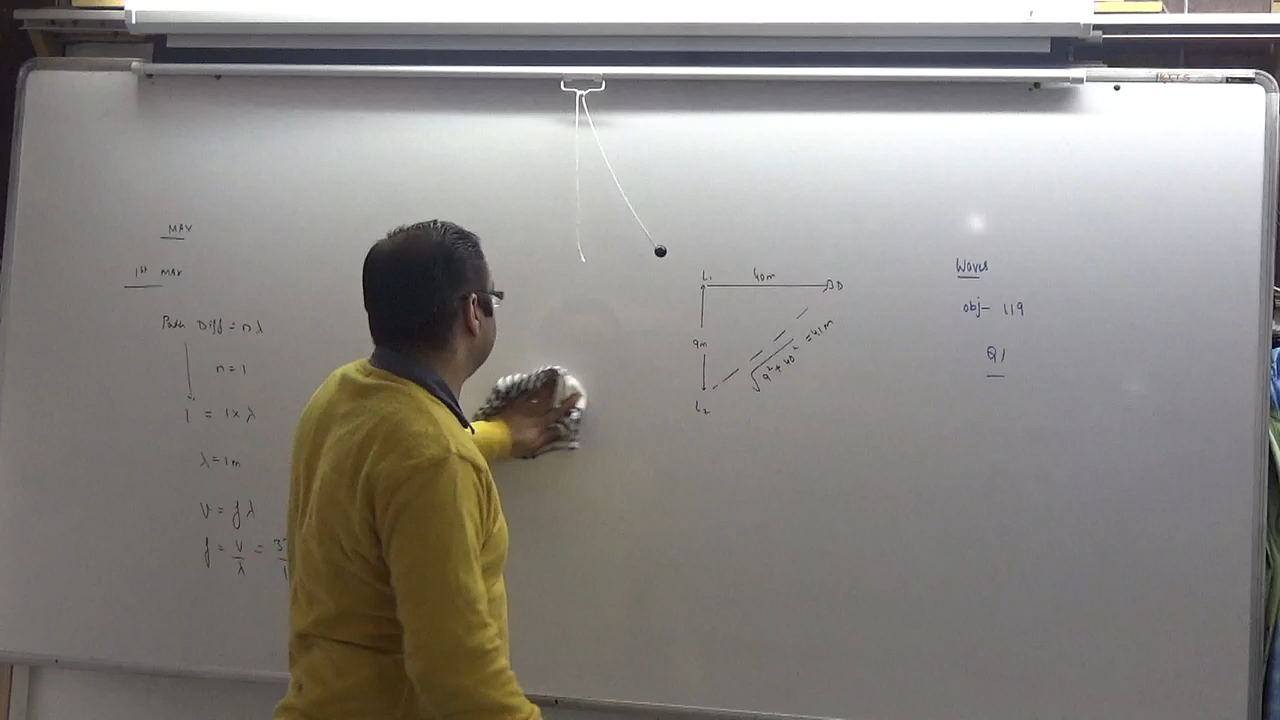 MAX
1st MAX
Path Diff = nλ
n = 1
1 = 1 x λ
λ = 1m
v = fλ
f = v/λ =
L1
40m
D
9m
√9² + 40² = 41m
L2
Waves
obj- 119
Q1